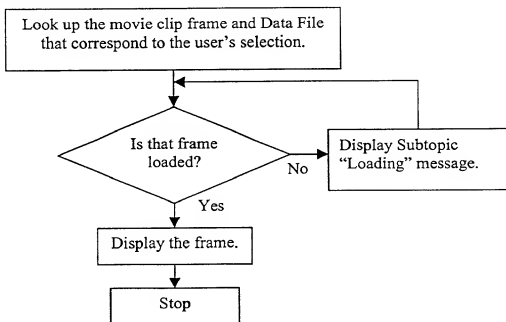 Look up the movie clip frame and Data File
that correspond to the user's selection.
Is that frame
loaded?
No
Display Subtopic
"Loading" message.
Yes
Display the frame.
Stop